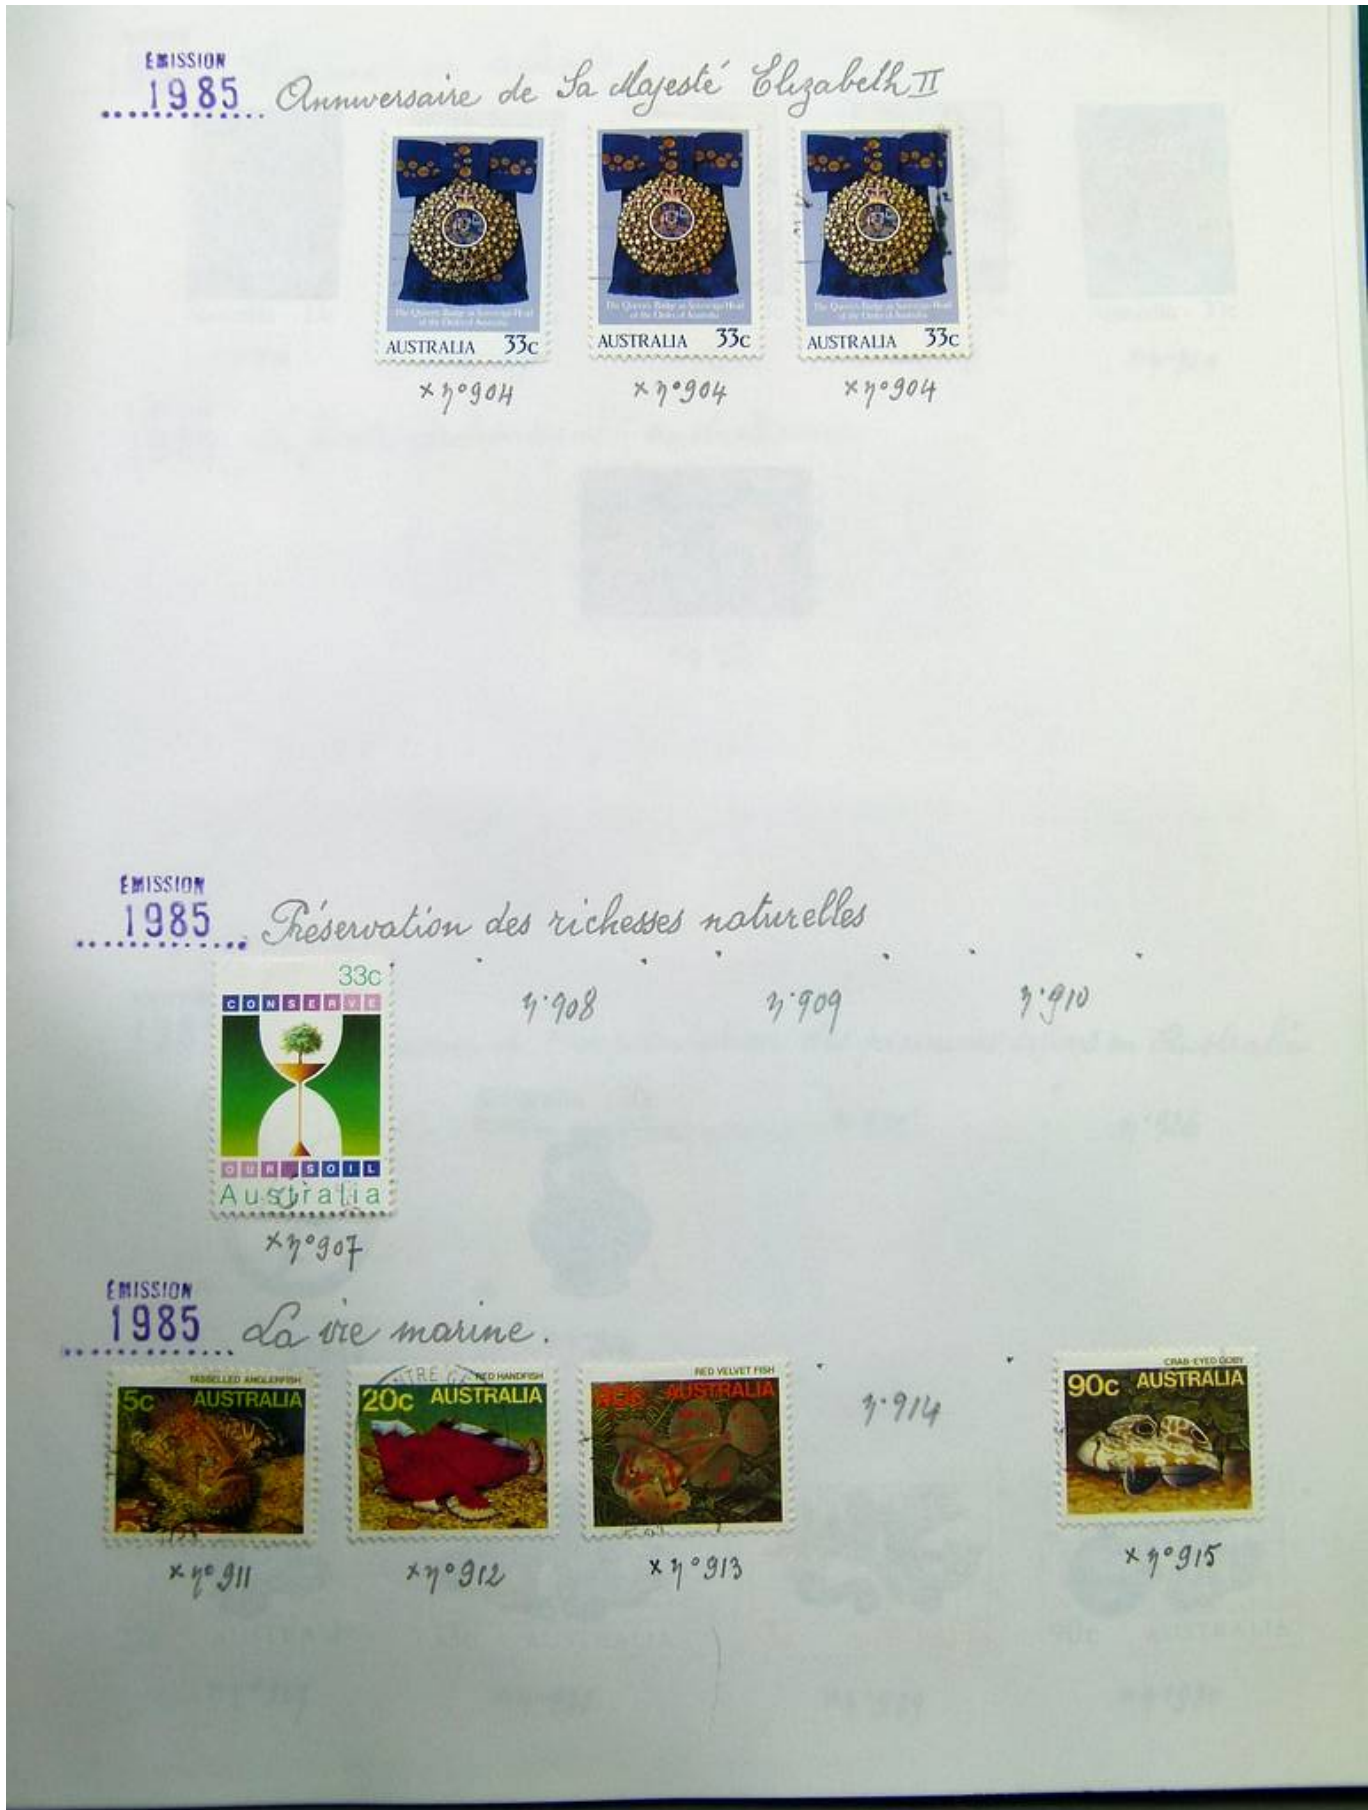 ÉMISSION
1985 Anniversaire de Sa Majesté Elizabeth II
The Queen's Badge as Sovereign Head
of the Order of Australia
AUSTRALIA 33c
The Queen's Badge as Sovereign Head
of the Order of Australia
AUSTRALIA 33c
The Queen's Badge as Sovereign Head
of the Order of Australia
AUSTRALIA 33c
x n°904 x n°904 x n°904
ÉMISSION
1985 Préservation des richesses naturelles
33c
CONSERVE
OUR SOIL
Australia
n°908 n°909 n°910
x n°907
ÉMISSION
1985 La vie marine.
TASSELLED ANGLERFISH
5c AUSTRALIA
RED HANDFISH
20c AUSTRALIA
RED VELVET FISH
AUSTRALIA
n°914
CRAB-EYED GOBY
90c AUSTRALIA
x n°911 x n°912 x n°913 x n°915